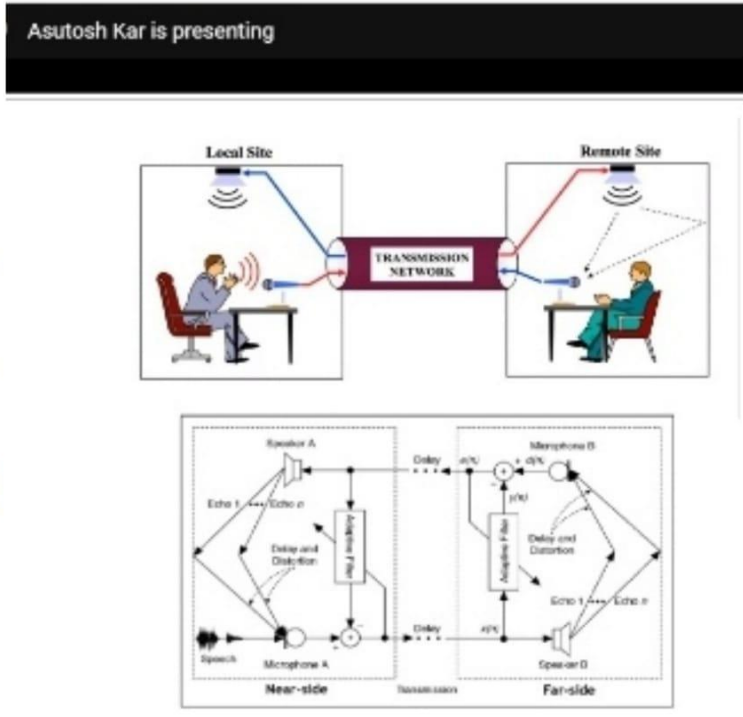 Asutosh Kar is presenting
Local Site
Remote Site
TRANSMISSION
NETWORK
Speaker A
Microphone B
Delay
e(n)
+ d(n)
-
y(n)
Echo 1
Echo n
Adaptive Filter
Adaptive Filter
Delay and
Distortion
Delay and
Distortion
Echo 1
Echo n
Delay
x(n)
Speech
Microphone A
Speaker B
Near-side
Transmission
Far-side